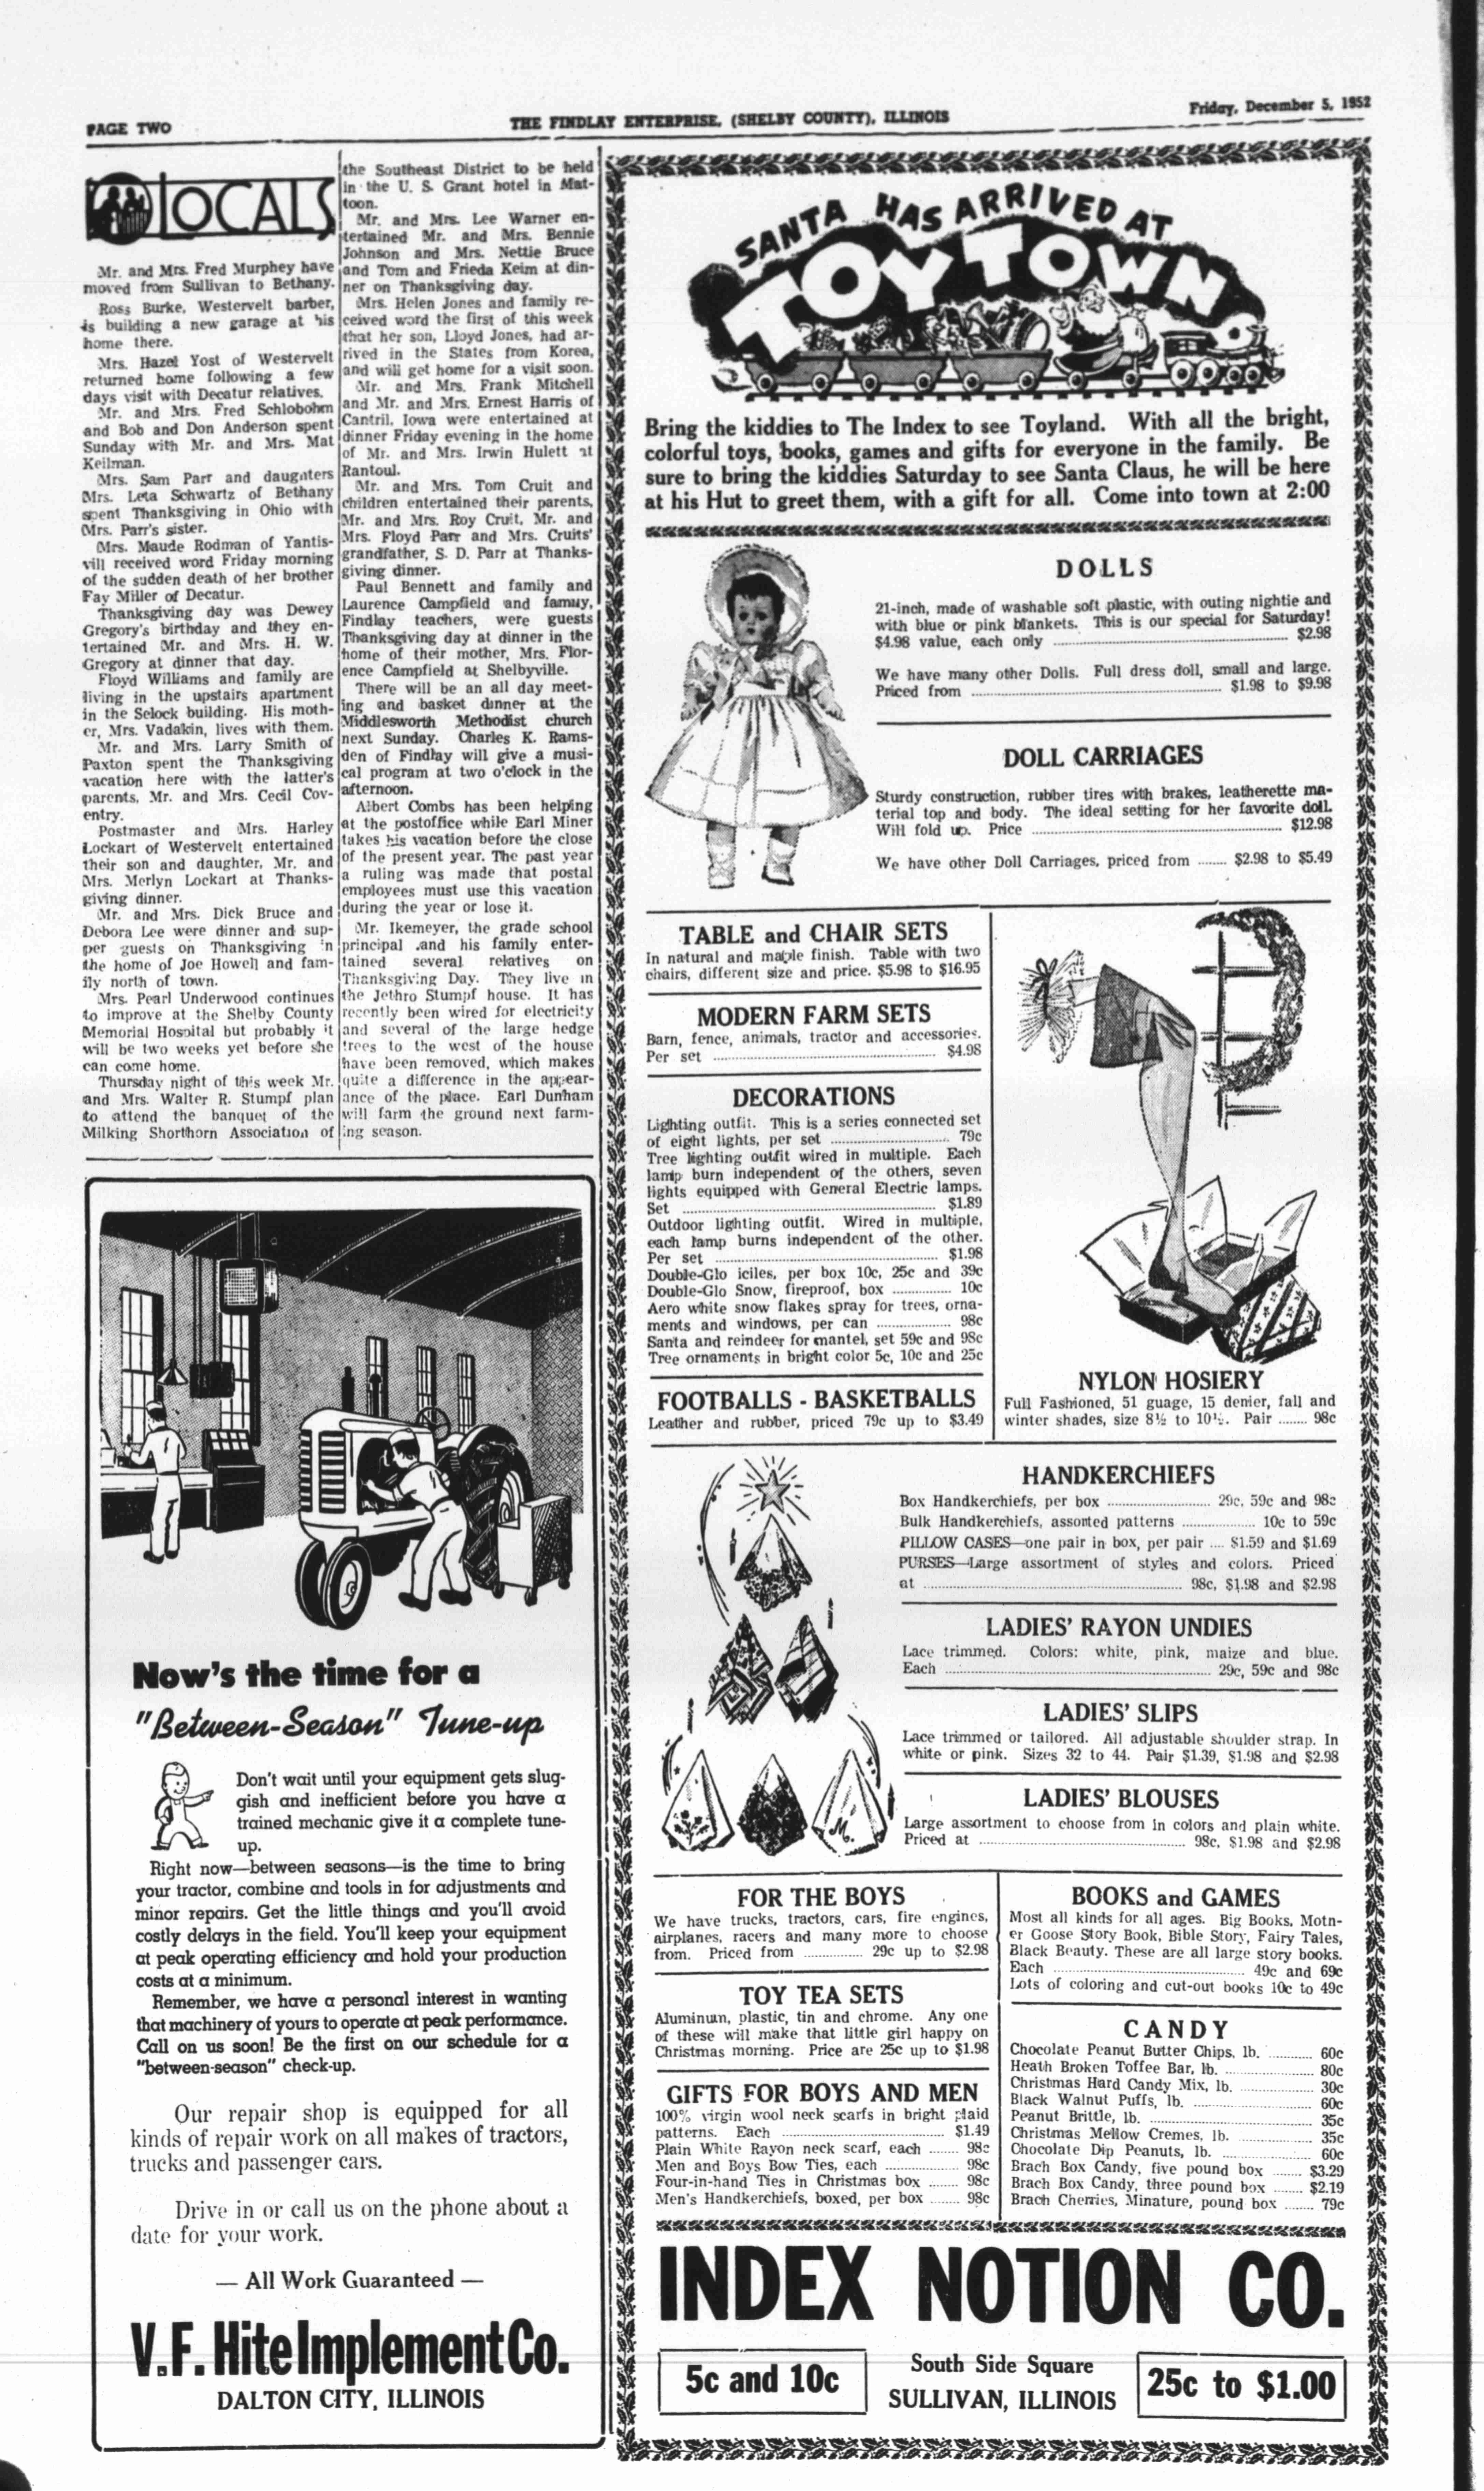 PAGE TWO
THE FINDLAY ENTERPRISE, (SHELBY COUNTY), ILLINOIS
Friday, December 5, 1952
LOCALS
Mr. and Mrs. Fred Murphey have
moved from Sullivan to Bethany.
Ross Burke, Westervelt barber,
is building a new garage at his
home there.
Mrs. Hazel Yost of Westervelt
returned home following a few
days visit with Decatur relatives.
Mr. and Mrs. Fred Schlobohm
and Bob and Don Anderson spent
Sunday with Mr. and Mrs. Mat
Keilman.
Mrs. Sam Parr and daugnters
Mrs. Leta Schwartz of Bethany
spent Thanksgiving in Ohio with
Mrs. Parr's sister.
Mrs. Maude Rodman of Yantis-
vill received word Friday morning
of the sudden death of her brother
Fay Miller of Decatur.
Thanksgiving day was Dewey
Gregory's birthday and they en-
tertained Mr. and Mrs. H. W.
Gregory at dinner that day.
Floyd Williams and family are
living in the upstairs apartment
in the Selock building. His moth-
er, Mrs. Vadakin, lives with them.
Mr. and Mrs. Larry Smith of
Paxton spent the Thanksgiving
vacation here with the latter's
parents, Mr. and Mrs. Cecil Cov-
entry.
Postmaster and Mrs. Harley
Lockart of Westervelt entertained
their son and daughter, Mr. and
Mrs. Merlyn Lockart at Thanks-
giving dinner.
Mr. and Mrs. Dick Bruce and
Debora Lee were dinner and sup-
per guests on Thanksgiving in
the home of Joe Howell and fam-
ily north of town.
Mrs. Pearl Underwood continues
to improve at the Shelby County
Memorial Hospital but probably it
will be two weeks yet before she
can come home.
Thursday night of this week Mr.
and Mrs. Walter R. Stumpf plan
to attend the banquet of the
Milking Shorthorn Association of
the Southeast District to be held
in the U. S. Grant hotel in Mat-
toon.
Mr. and Mrs. Lee Warner en-
tertained Mr. and Mrs. Bennie
Johnson and Mrs. Nettie Bruce
and Tom and Frieda Keim at din-
ner on Thanksgiving day.
Mrs. Helen Jones and family re-
ceived word the first of this week
that her son, Lloyd Jones, had ar-
rived in the States from Korea,
and will get home for a visit soon.
Mr. and Mrs. Frank Mitchell
and Mr. and Mrs. Ernest Harris of
Cantril, Iowa were entertained at
dinner Friday evening in the home
of Mr. and Mrs. Irwin Hulett at
Rantoul.
Mr. and Mrs. Tom Cruit and
children entertained their parents,
Mr. and Mrs. Roy Cruit, Mr. and
Mrs. Floyd Parr and Mrs. Cruits'
grandfather, S. D. Parr at Thanks-
giving dinner.
Paul Bennett and family and
Laurence Campfield and famuy,
Findlay teachers, were guests
Thanksgiving day at dinner in the
home of their mother, Mrs. Flor-
ence Campfield at Shelbyville.
There will be an all day meet-
ing and basket dinner at the
Middlesworth Methodist church
next Sunday. Charles K. Rams-
den of Findlay will give a musi-
cal program at two o'clock in the
afternoon.
Albert Combs has been helping
at the postoffice while Earl Miner
takes his vacation before the close
of the present year. The past year
a ruling was made that postal
employees must use this vacation
during the year or lose it.
Mr. Ikemeyer, the grade school
principal .and his family enter-
tained several relatives on
Thanksgiving Day. They live in
the Jethro Stumpf house. It has
recently been wired for electricity
and several of the large hedge
trees to the west of the house
have been removed, which makes
quite a difference in the appear-
ance of the place. Earl Dunham
will farm the ground next farm-
ing season.
Now's the time for a
"Between-Season" Tune-up
Don't wait until your equipment gets slug-
gish and inefficient before you have a
trained mechanic give it a complete tune-
up.
Right now—between seasons—is the time to bring
your tractor, combine and tools in for adjustments and
minor repairs. Get the little things and you'll avoid
costly delays in the field. You'll keep your equipment
at peak operating efficiency and hold your production
costs at a minimum.
Remember, we have a personal interest in wanting
that machinery of yours to operate at peak performance.
Call on us soon! Be the first on our schedule for a
"between-season" check-up.
Our repair shop is equipped for all
kinds of repair work on all makes of tractors,
trucks and passenger cars.
Drive in or call us on the phone about a
date for your work.
— All Work Guaranteed —
V. F. Hite Implement Co.
DALTON CITY, ILLINOIS
SANTA HAS ARRIVED AT
TOYTOWN
Bring the kiddies to The Index to see Toyland. With all the bright,
colorful toys, books, games and gifts for everyone in the family. Be
sure to bring the kiddies Saturday to see Santa Claus, he will be here
at his Hut to greet them, with a gift for all. Come into town at 2:00
DOLLS
21-inch, made of washable soft plastic, with outing nightie and
with blue or pink blankets. This is our special for Saturday!
$4.98 value, each only ........ $2.98
We have many other Dolls. Full dress doll, small and large.
Priced from ........ $1.98 to $9.98
DOLL CARRIAGES
Sturdy construction, rubber tires with brakes, leatherette ma-
terial top and body. The ideal setting for her favorite doll.
Will fold up. Price ........ $12.98
We have other Doll Carriages, priced from ........ $2.98 to $5.49
TABLE and CHAIR SETS
In natural and maple finish. Table with two
chairs, different size and price. $5.98 to $16.95
MODERN FARM SETS
Barn, fence, animals, tractor and accessories.
Per set ........ $4.98
DECORATIONS
Lighting outfit. This is a series connected set
of eight lights, per set ........ 79c
Tree lighting outfit wired in multiple. Each
lamp burn independent of the others, seven
lights equipped with General Electric lamps.
Set ........ $1.89
Outdoor lighting outfit. Wired in multiple,
each lamp burns independent of the other.
Per set ........ $1.98
Double-Glo iciles, per box 10c, 25c and 39c
Double-Glo Snow, fireproof, box ........ 10c
Aero white snow flakes spray for trees, orna-
ments and windows, per can ........ 98c
Santa and reindeer for mantel, set 59c and 98c
Tree ornaments in bright color 5c, 10c and 25c
FOOTBALLS - BASKETBALLS
Leather and rubber, priced 79c up to $3.49
NYLON HOSIERY
Full Fashioned, 51 guage, 15 denier, fall and
winter shades, size 8½ to 10½. Pair ........ 98c
HANDKERCHIEFS
Box Handkerchiefs, per box ........ 29c, 59c and 98c
Bulk Handkerchiefs, assorted patterns ........ 10c to 59c
PILLOW CASES—one pair in box, per pair .... $1.59 and $1.69
PURSES—Large assortment of styles and colors. Priced
at ........ 98c, $1.98 and $2.98
LADIES' RAYON UNDIES
Lace trimmed. Colors: white, pink, maize and blue.
Each ........ 29c, 59c and 98c
LADIES' SLIPS
Lace trimmed or tailored. All adjustable shoulder strap. In
white or pink. Sizes 32 to 44. Pair $1.39, $1.98 and $2.98
LADIES' BLOUSES
Large assortment to choose from in colors and plain white.
Priced at ........ 98c, $1.98 and $2.98
M.
FOR THE BOYS
We have trucks, tractors, cars, fire engines,
airplanes, racers and many more to choose
from. Priced from ........ 29c up to $2.98
TOY TEA SETS
Aluminum, plastic, tin and chrome. Any one
of these will make that little girl happy on
Christmas morning. Price are 25c up to $1.98
GIFTS FOR BOYS AND MEN
100% virgin wool neck scarfs in bright plaid
patterns. Each ........ $1.49
Plain White Rayon neck scarf, each ........ 98c
Men and Boys Bow Ties, each ........ 98c
Four-in-hand Ties in Christmas box ........ 98c
Men's Handkerchiefs, boxed, per box ........ 98c
BOOKS and GAMES
Most all kinds for all ages. Big Books, Motn-
er Goose Story Book, Bible Story, Fairy Tales,
Black Beauty. These are all large story books.
Each ........ 49c and 69c
Lots of coloring and cut-out books 10c to 49c
CANDY
Chocolate Peanut Butter Chips, lb. ........ 60c
Heath Broken Toffee Bar, lb. ........ 80c
Christmas Hard Candy Mix, lb. ........ 30c
Black Walnut Puffs, lb. ........ 60c
Peanut Brittle, lb. ........ 35c
Christmas Mellow Cremes, lb. ........ 35c
Chocolate Dip Peanuts, lb. ........ 60c
Brach Box Candy, five pound box ........ $3.29
Brach Box Candy, three pound box ........ $2.19
Brach Cherries, Minature, pound box ........ 79c
INDEX NOTION CO.
5c and 10c
South Side Square
SULLIVAN, ILLINOIS
25c to $1.00